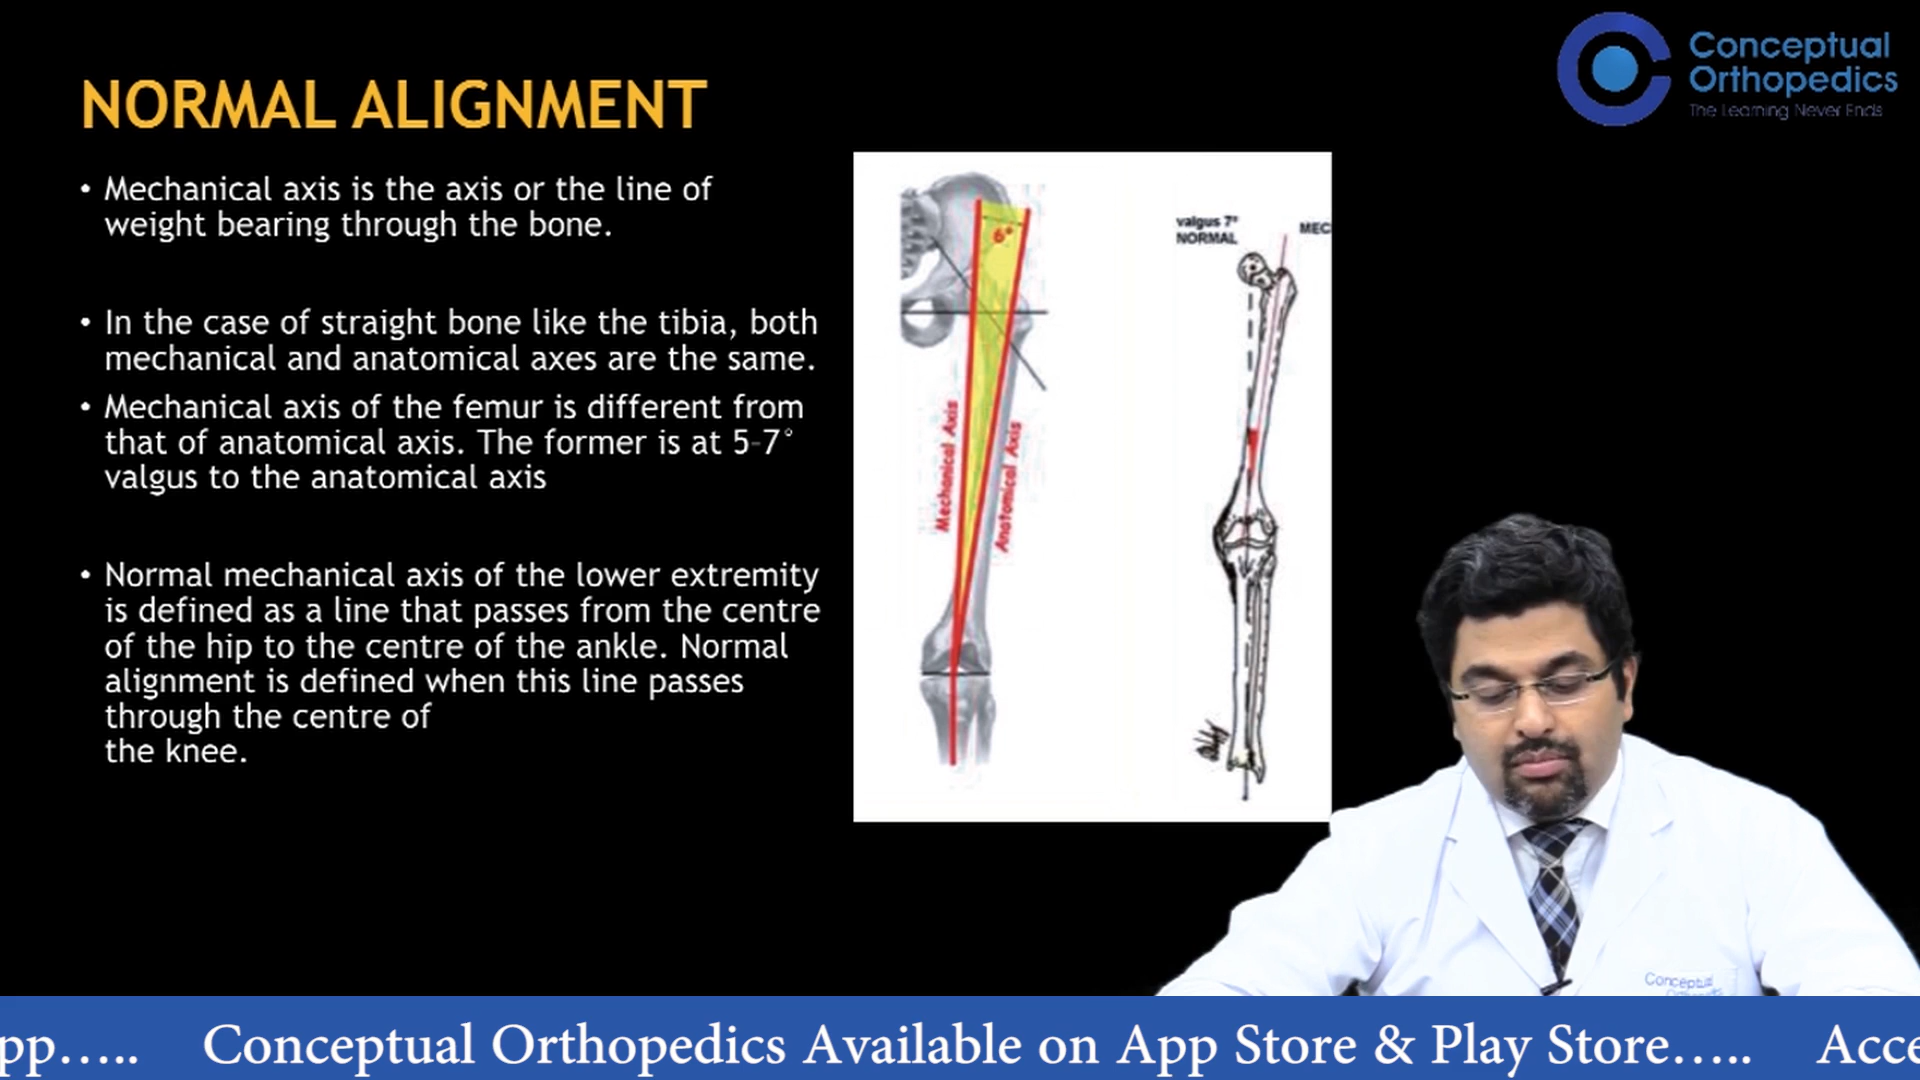 Conceptual
Orthopedics
The Learning Never Ends
NORMAL ALIGNMENT
• Mechanical axis is the axis or the line of
weight bearing through the bone.
• In the case of straight bone like the tibia, both
mechanical and anatomical axes are the same.
• Mechanical axis of the femur is different from
that of anatomical axis. The former is at 5-7°
valgus to the anatomical axis
• Normal mechanical axis of the lower extremity
is defined as a line that passes from the centre
of the hip to the centre of the ankle. Normal
alignment is defined when this line passes
through the centre of
the knee.
6°
Mechanical Axis
Anatomical Axis
valgus 7°
NORMAL
MEC
Conceptual
pp..... Conceptual Orthopedics Available on App Store & Play Store..... Acce